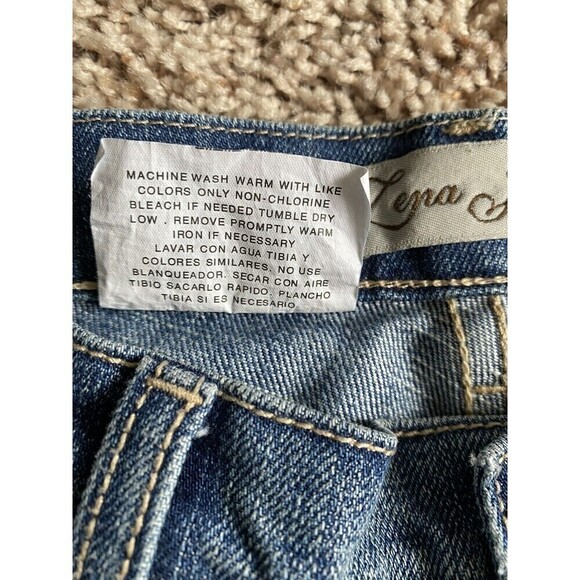 MACHINE WASH WARM WITH LIKE
COLORS ONLY NON-CHLORINE
BLEACH IF NEEDED TUMBLE DRY
LOW . REMOVE PROMPTLY WARM
IRON IF NECESSARY
LAVAR CON AGUA TIBIA Y
COLORES SIMILARES, NO USE
BLANQUEADOR. SECAR CON AIRE
TIBIO SACARLO RAPIDO. PLANCHO
TIBIA SI ES NECESARIO
Zena